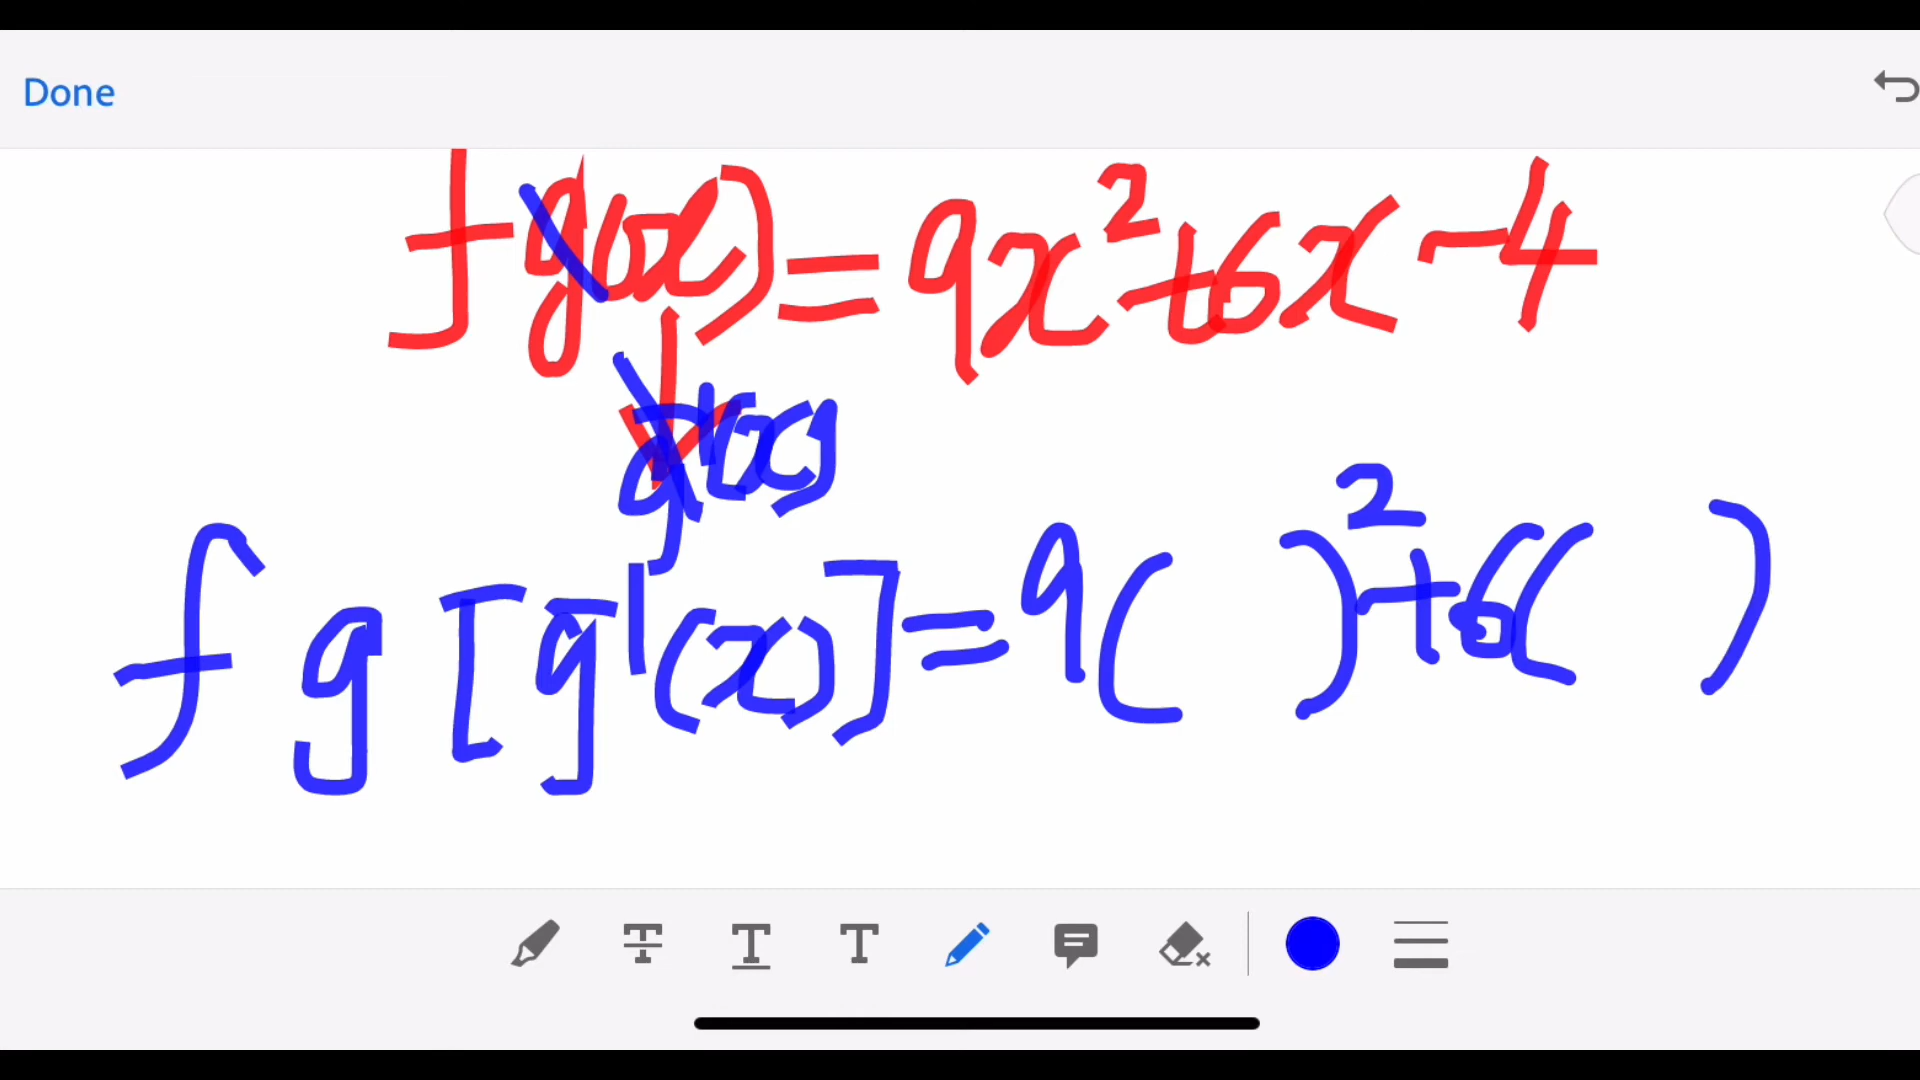 Done
fg(x) = 9x²+6x-4
g⁻¹(x)
fg[g⁻¹(x)] = 9( )²+6( )